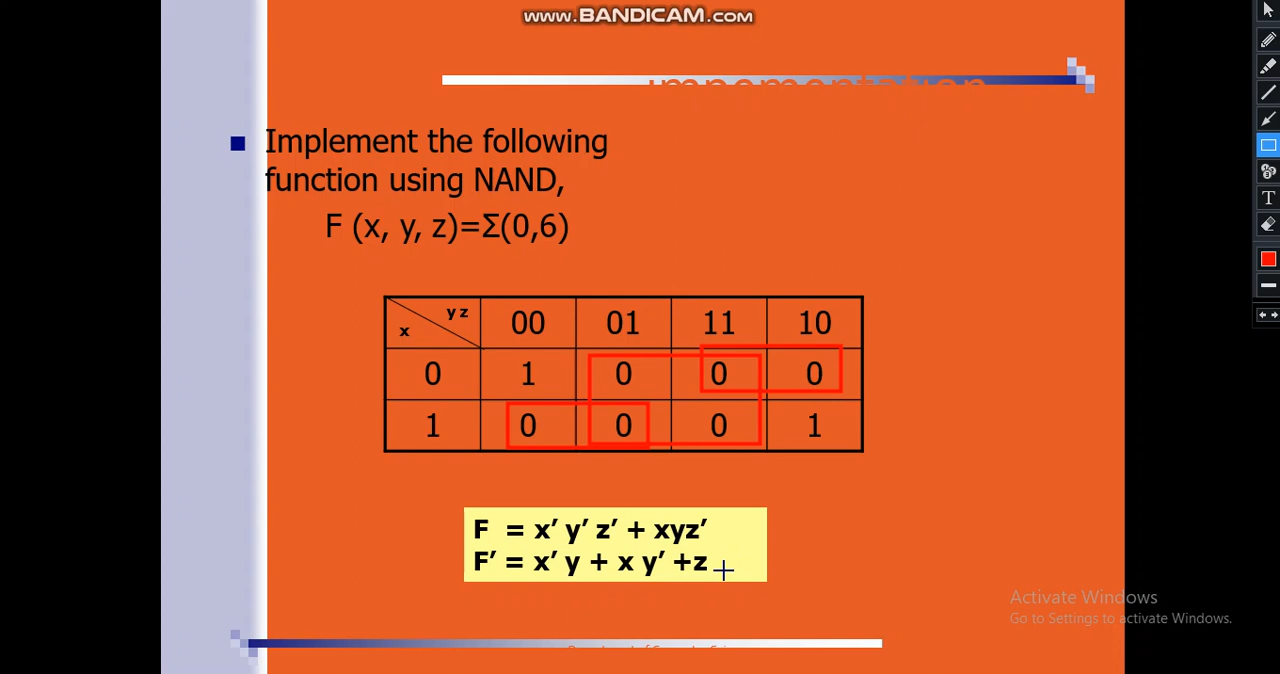 www.BANDICAM.com
Implement the following
function using NAND,
F (x, y, z)=Σ(0,6)
y z
x
00 01 11 10
0 1 0 0 0
1 0 0 0 1
F = x′ y′ z′ + xyz′
F′ = x′ y + x y′ +z
Activate Windows
Go to Settings to activate Windows.